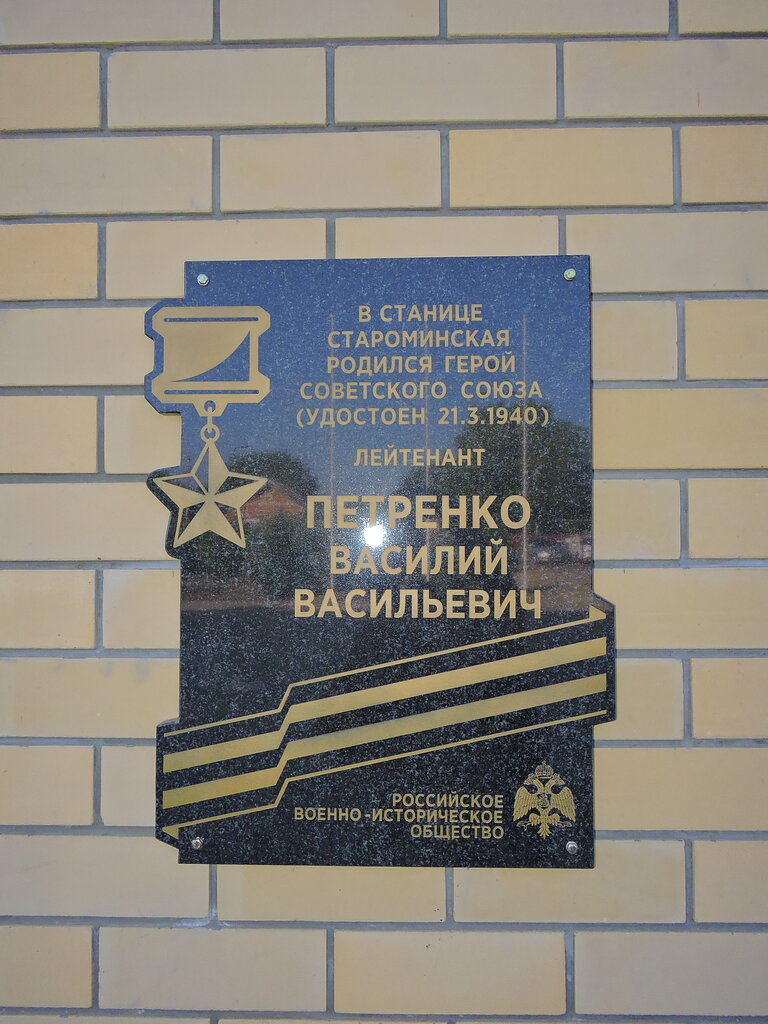 В СТАНИЦЕ
СТАРОМИНСКАЯ
РОДИЛСЯ ГЕРОЙ
СОВЕТСКОГО СОЮЗА
(УДОСТОЕН 21.3.1940)
ЛЕЙТЕНАНТ
ПЕТРЕНКО
ВАСИЛИЙ
ВАСИЛЬЕВИЧ
РОССИЙСКОЕ
ВОЕННО-ИСТОРИЧЕСКОЕ
ОБЩЕСТВО